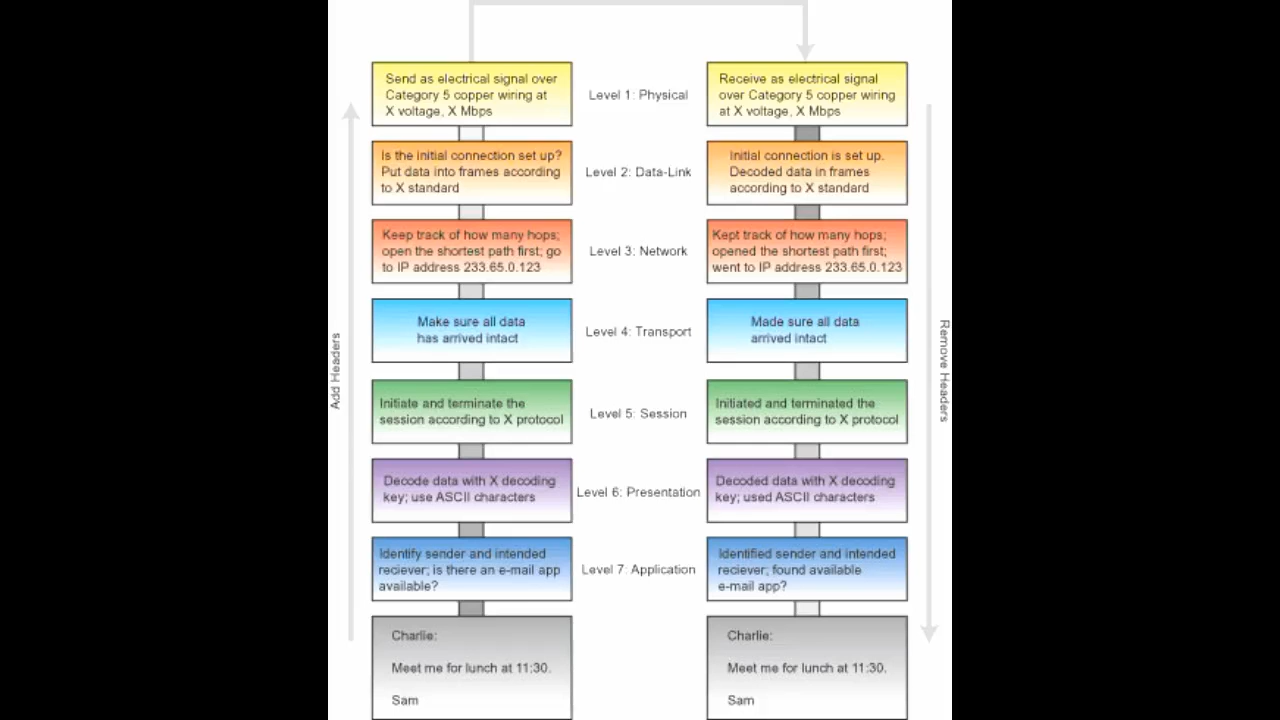 Send as electrical signal over
Category 5 copper wiring at
X voltage, X Mbps
Level 1: Physical
Receive as electrical signal
over Category 5 copper wiring
at X voltage, X Mbps
Is the initial connection set up?
Put data into frames according
to X standard
Level 2: Data-Link
Initial connection is set up.
Decoded data in frames
according to X standard
Keep track of how many hops;
open the shortest path first; go
to IP address 233.65.0.123
Level 3: Network
Kept track of how many hops;
opened the shortest path first;
went to IP address 233.65.0.123
Make sure all data
has arrived intact
Level 4: Transport
Made sure all data
arrived intact
Add Headers
Remove Headers
Initiate and terminate the
session according to X protocol
Level 5: Session
Initiated and terminated the
session according to X protocol
Decode data with X decoding
key; use ASCII characters
Level 6: Presentation
Decoded data with X decoding
key; used ASCII characters
Identify sender and intended
reciever; is there an e-mail app
available?
Level 7: Application
Identified sender and intended
reciever; found available
e-mail app?
Charlie:
Meet me for lunch at 11:30.
Sam
Charlie:
Meet me for lunch at 11:30.
Sam